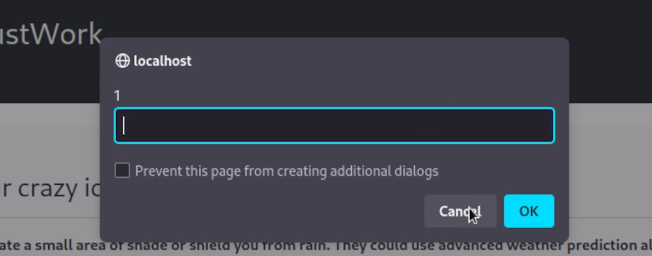 ustWork
localhost
1
Prevent this page from creating additional dialogs
Cancel
OK
r crazy
ate a small area of shade or shield you from rain. They could use advanced weather prediction al